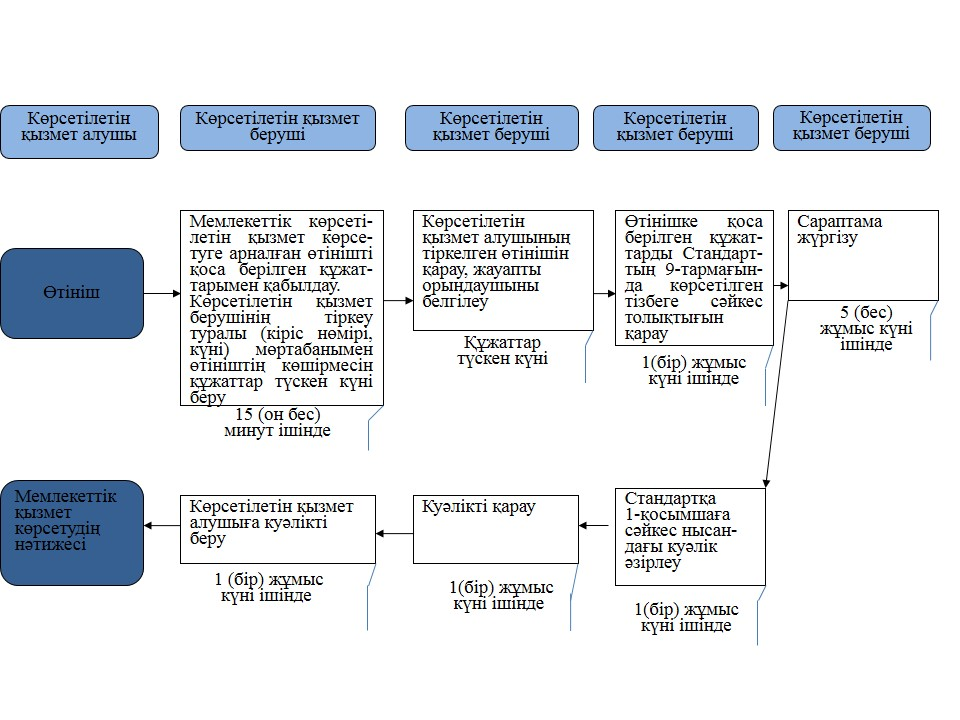 Көрсетілетін
қызмет алушы
Көрсетілетін қызмет
беруші
Көрсетілетін
қызмет беруші
Көрсетілетін
қызмет беруші
Көрсетілетін
қызмет беруші
Өтініш
Мемлекеттік көрсеті-
летін қызмет көрсе-
туге арналған өтінішті
қоса берілген құжат-
тарымен қабылдау.
Көрсетілетін қызмет
берушінің тіркеу
туралы (кіріс нөмірі,
күні) мөртабанымен
өтініштің көшірмесін
құжаттар түскен күні
беру
15 (он бес)
минут ішінде
Көрсетілетін
қызмет алушының
тіркелген өтінішін
қарау, жауапты
орындаушыны
белгілеу
Құжаттар
түскен күні
Өтінішке қоса
берілген құжат-
тарды Стандарт-
тың 9-тармағын-
да көрсетілген
тізбеге сәйкес
толықтығын
қарау
1(бір) жұмыс
күні ішінде
Сараптама
жүргізу
5 (бес)
жұмыс күні
ішінде
Мемлекеттік
қызмет
көрсетудің
нәтижесі
Көрсетілетін қызмет
алушыға куәлікті
беру
1 (бір) жұмыс
күні ішінде
Куәлікті қарау
1(бір) жұмыс
күні ішінде
Стандартқа
1-қосымшаға
сәйкес нысан-
дағы куәлік
әзірлеу
1(бір) жұмыс
күні ішінде